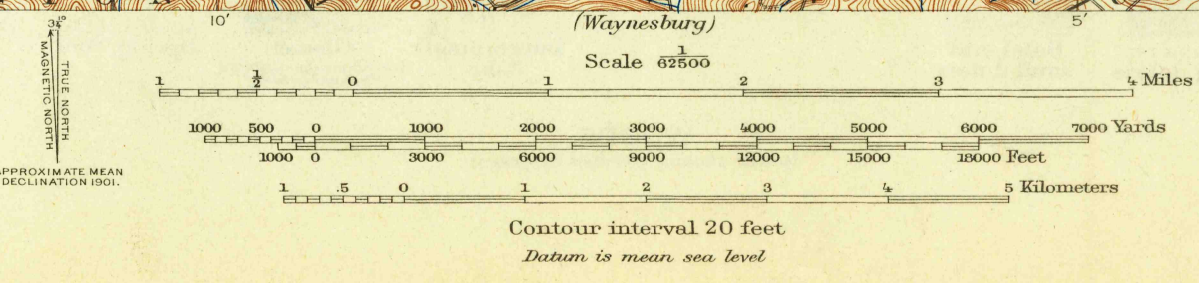 10'
(Waynesburg)
5'
Scale 1/62500
1 1/2 0 1 2 3 4 Miles
1000 500 0 1000 2000 3000 4000 5000 6000 7000 Yards
1000 0 3000 6000 9000 12000 15000 18000 Feet
1 .5 0 1 2 3 4 5 Kilometers
Contour interval 20 feet
Datum is mean sea level
TRUE NORTH
MAGNETIC NORTH
MEAN
DECLINATION 1901.